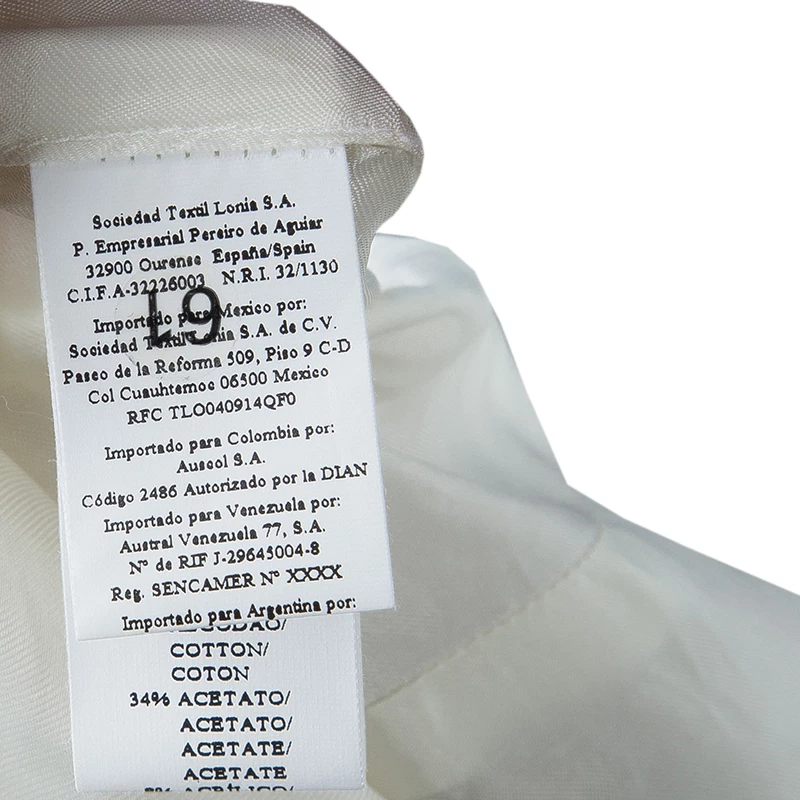 Sociedad Textil Lonia S.A.
P. Empresarial Pereiro de Aguiar
32900 Ourense España/Spain
C.I.F.A-32226003 N.R.I. 32/1130
Importado para Mexico por:
Sociedad Textil Lonia S.A. de C.V.
Paseo de la Reforma 509, Piso 9 C-D
Col Cuauhtemoc 06500 Mexico
RFC TLO040914QF0
Importado para Colombia por:
Auscol S.A.
Código 2486 Autorizado por la DIAN
Importado para Venezuela por:
Austral Venezuela 77, S.A.
Nº de RIF J-29645004-8
Reg. SENCAMER Nº XXXX
Importado para Argentina por:
ALGODÃO/
COTTON/
COTON
34% ACETATO/
ACETATO/
ACETATE/
ACETATE
ACRÍLICO/
61